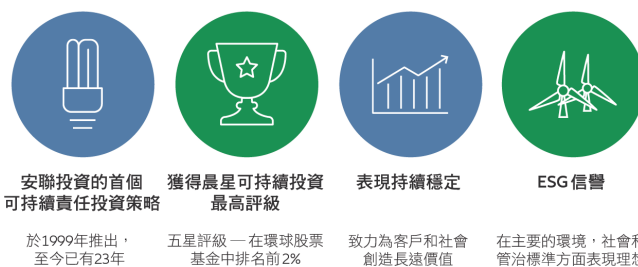 安聯投資的首個
可持續責任投資策略
於1999年推出，
至今已有23年
獲得晨星可持續投資
最高評級
五星評級 — 在環球股票
基金中排名前2%
表現持續穩定
致力為客戶和社會
創造長遠價值
ESG 信譽
在主要的環境，社會和
管治標準方面表現理想